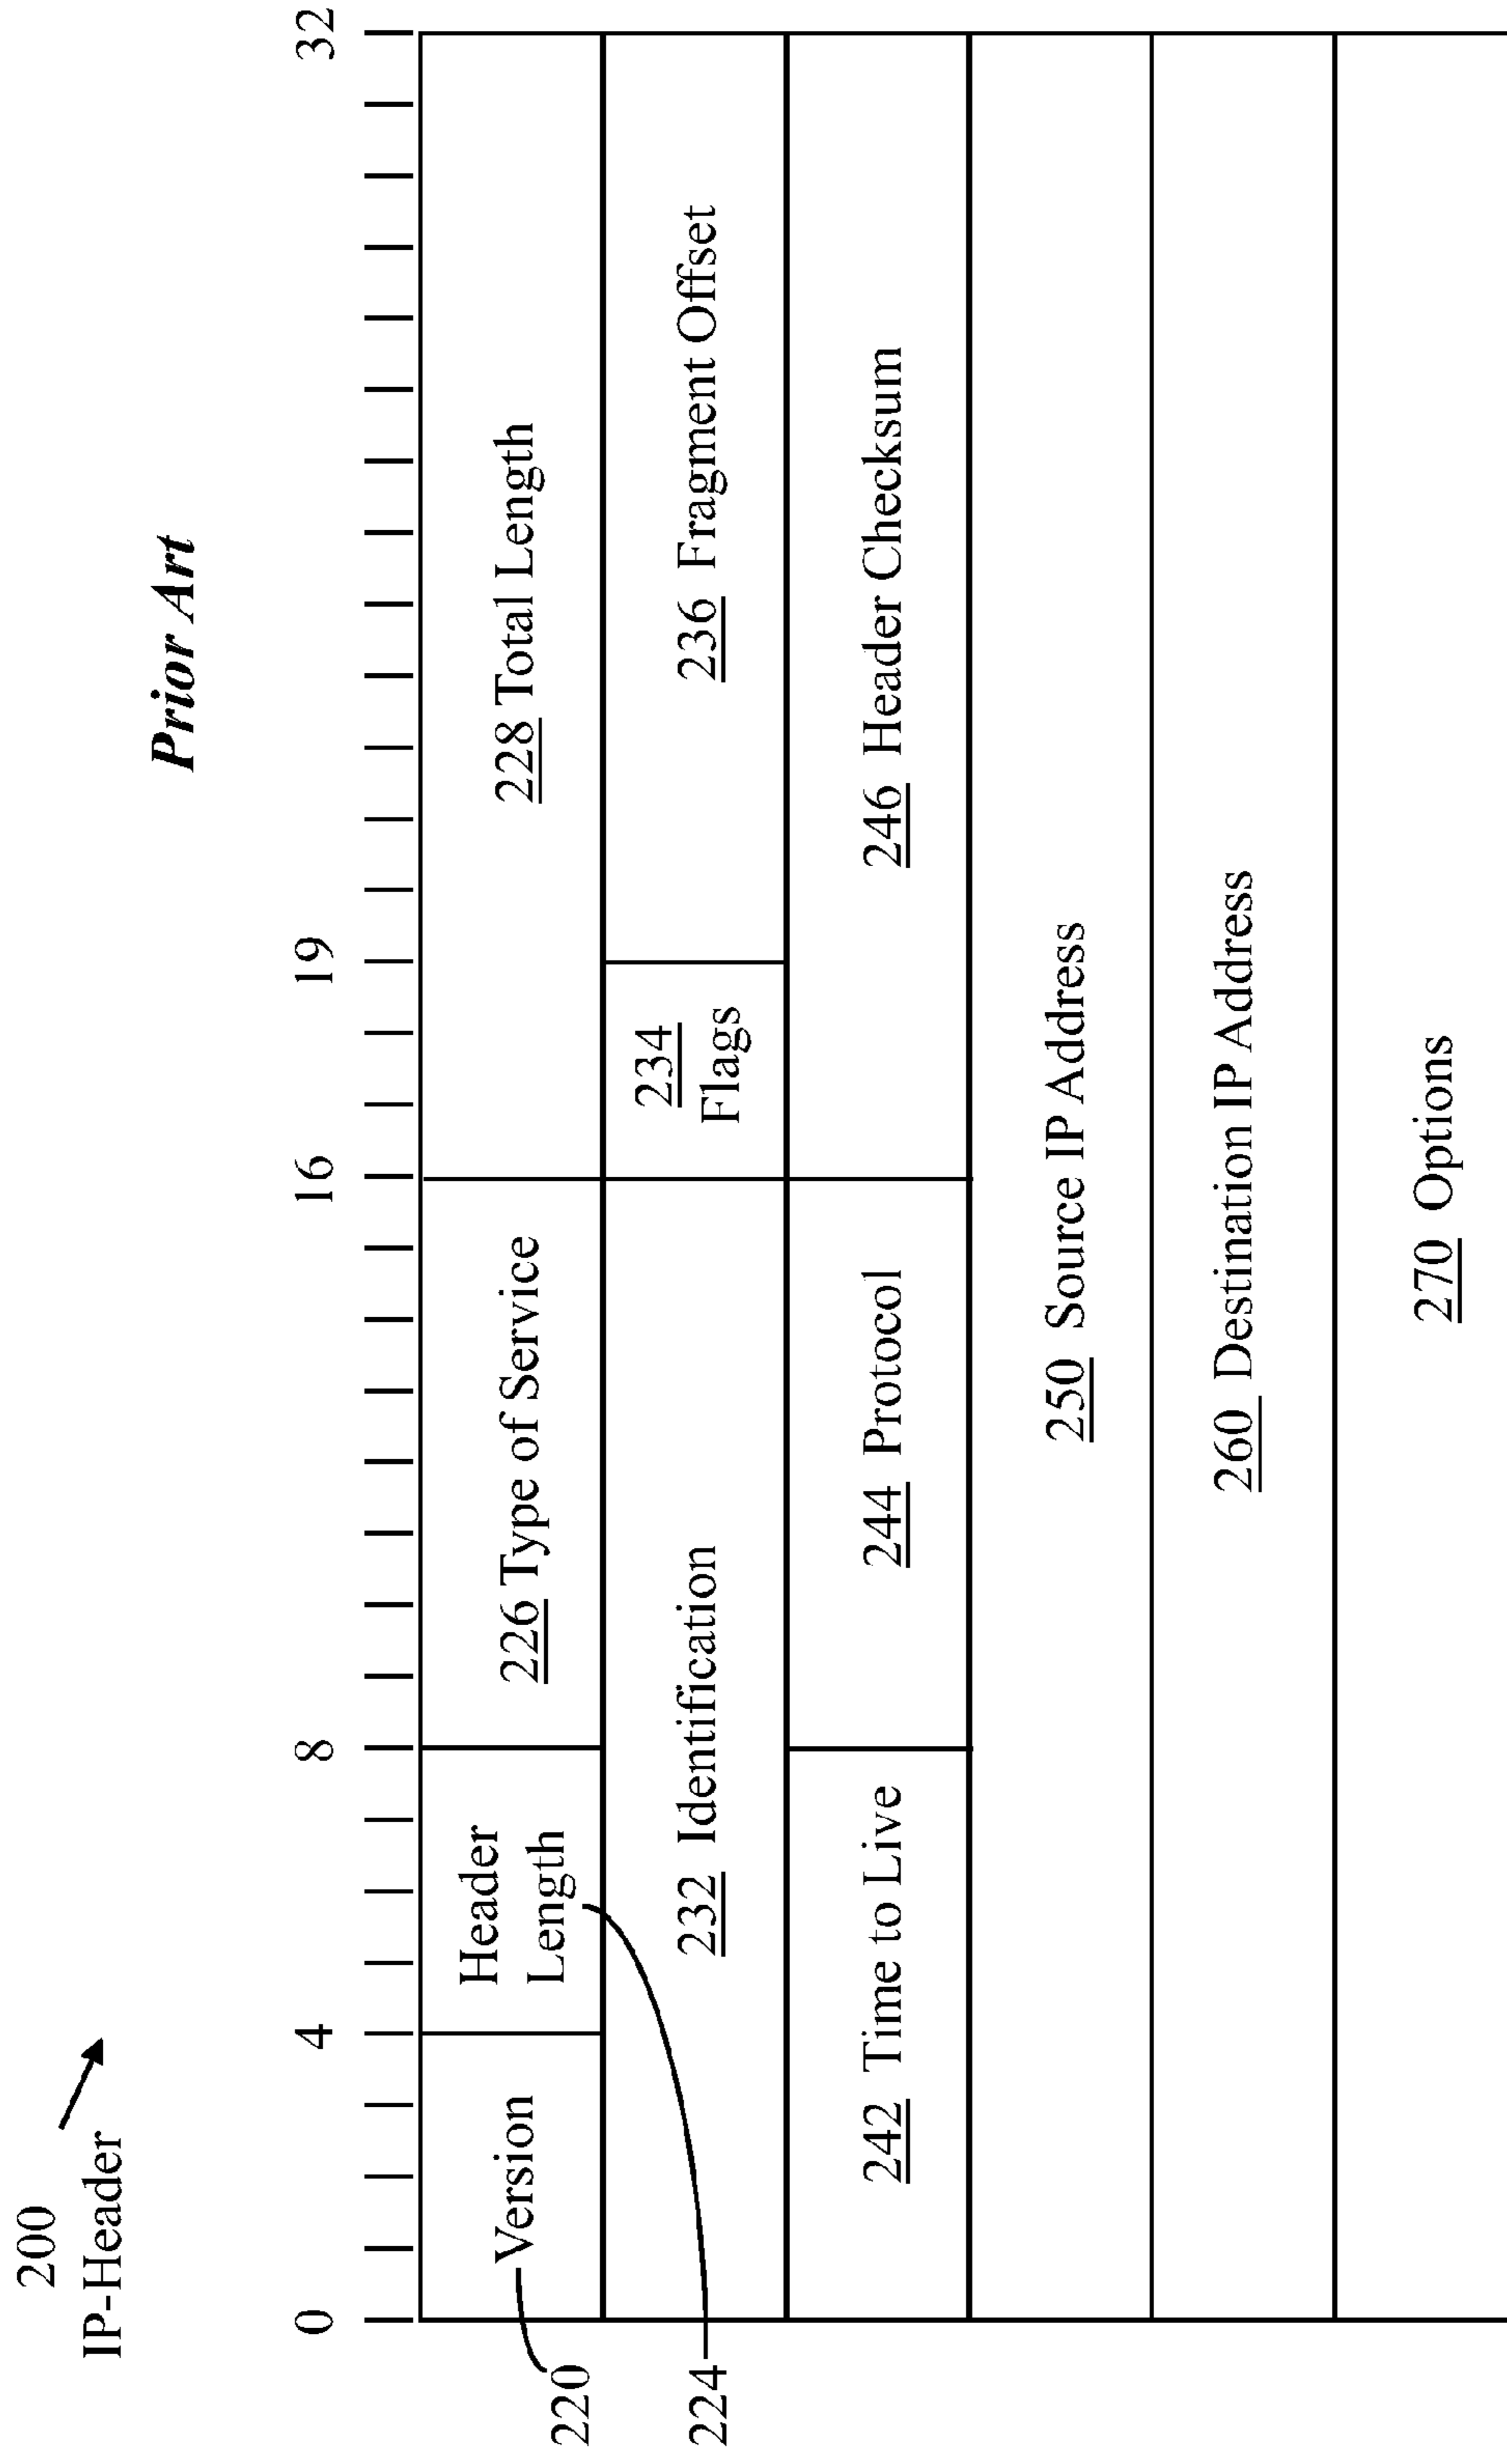 200
IP-Header
Prior Art
0 4 8 16 19 32
220 Version
224 Header
Length
226 Type of Service
228 Total Length
232 Identification
234
Flags
236 Fragment Offset
242 Time to Live
244 Protocol
246 Header Checksum
250 Source IP Address
260 Destination IP Address
270 Options